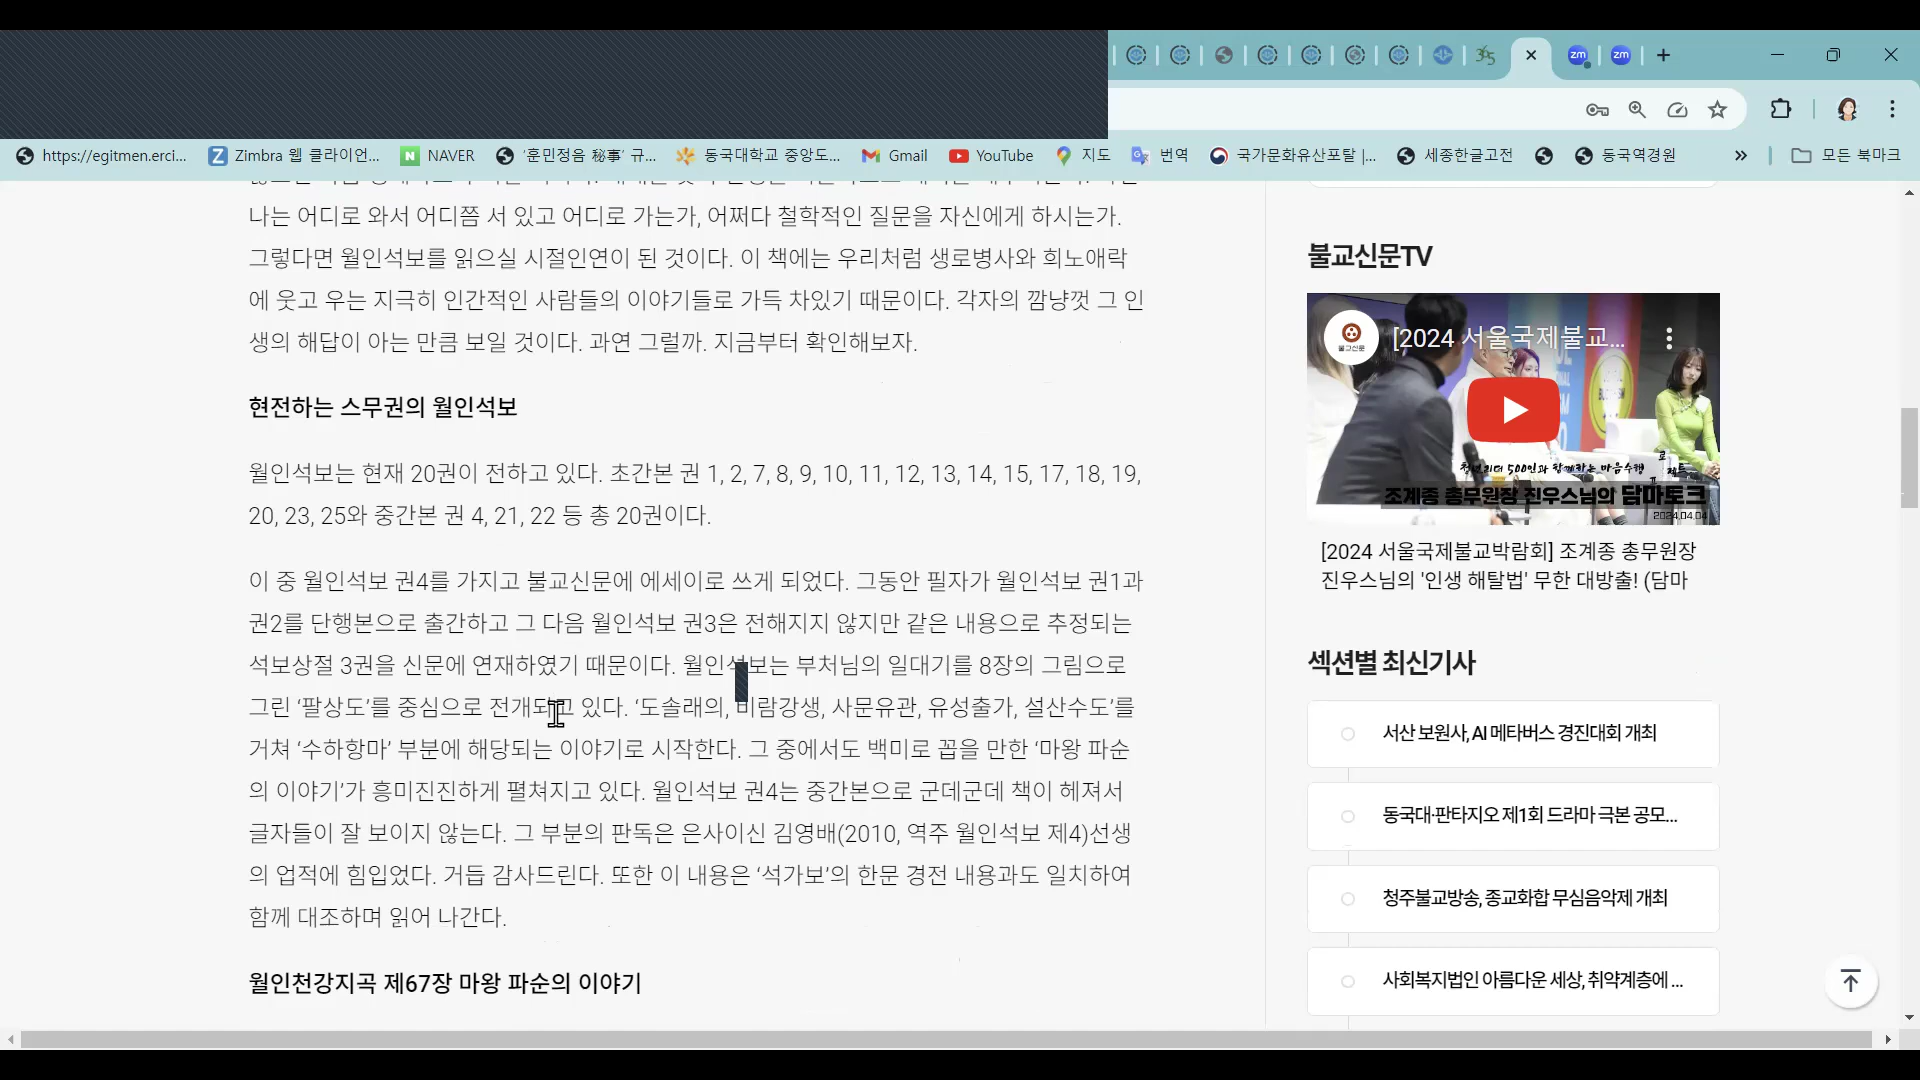 https://egitmen.erci... Zimbra 웹 클라이언... NAVER '훈민정음 秘事' 규... 동국대학교 중앙도... Gmail YouTube 지도 번역 국가문화유산포탈 |... 세종한글고전 동국역경원 » 모든 북마크
나는 어디로 와서 어디쯤 서 있고 어디로 가는가, 어쩌다 철학적인 질문을 자신에게 하시는가.
그렇다면 월인석보를 읽으실 시절인연이 된 것이다. 이 책에는 우리처럼 생로병사와 희노애락
에 웃고 우는 지극히 인간적인 사람들의 이야기들로 가득 차있기 때문이다. 각자의 깜냥껏 그 인
생의 해답이 아는 만큼 보일 것이다. 과연 그럴까. 지금부터 확인해보자.
현전하는 스무권의 월인석보
월인석보는 현재 20권이 전하고 있다. 초간본 권 1, 2, 7, 8, 9, 10, 11, 12, 13, 14, 15, 17, 18, 19,
20, 23, 25와 중간본 권 4, 21, 22 등 총 20권이다.
이 중 월인석보 권4를 가지고 불교신문에 에세이로 쓰게 되었다. 그동안 필자가 월인석보 권1과
권2를 단행본으로 출간하고 그 다음 월인석보 권3은 전해지지 않지만 같은 내용으로 추정되는
석보상절 3권을 신문에 연재하였기 때문이다. 월인석보는 부처님의 일대기를 8장의 그림으로
그린 '팔상도'를 중심으로 전개되고 있다. '도솔래의, 비람강생, 사문유관, 유성출가, 설산수도'를
거쳐 '수하항마' 부분에 해당되는 이야기로 시작한다. 그 중에서도 백미로 꼽을 만한 '마왕 파순
의 이야기'가 흥미진진하게 펼쳐지고 있다. 월인석보 권4는 중간본으로 군데군데 책이 헤져서
글자들이 잘 보이지 않는다. 그 부분의 판독은 은사이신 김영배(2010, 역주 월인석보 제4)선생
의 업적에 힘입었다. 거듭 감사드린다. 또한 이 내용은 '석가보'의 한문 경전 내용과도 일치하여
함께 대조하며 읽어 나간다.
월인천강지곡 제67장 마왕 파순의 이야기
불교신문TV
불교신문
[2024 서울국제불교...
청년리더 500인과 함께하는 마음수행
조계종 총무원장 진우스님의 담마토크
2024.04.04
[2024 서울국제불교박람회] 조계종 총무원장
진우스님의 '인생 해탈법' 무한 대방출! (담마
섹션별 최신기사
서산 보원사, AI 메타버스 경진대회 개최
동국대·판타지오 제1회 드라마 극본 공모...
청주불교방송, 종교화합 무심음악제 개최
사회복지법인 아름다운 세상, 취약계층에 ...